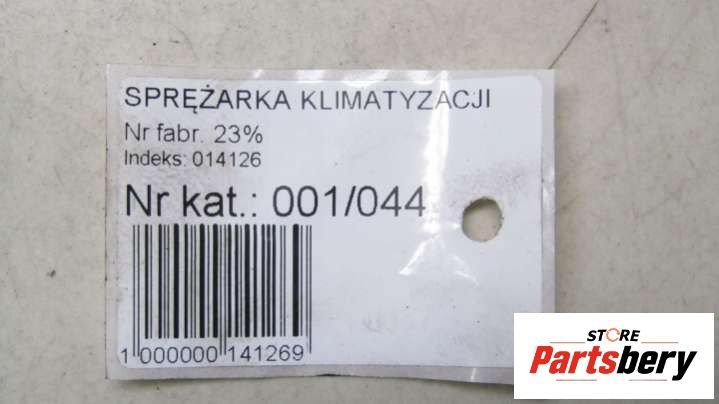 SPRĘŻARKA KLIMATYZACJI
Nr fabr. 23%
Indeks: 014126
Nr kat.: 001/044
1 000000 141269
STORE
Partsbery